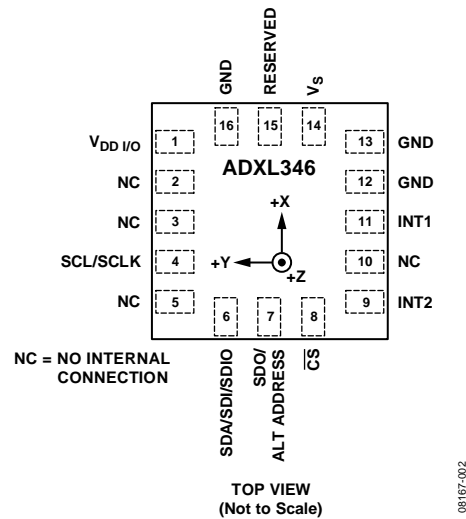 GND
RESERVED
VS
16
15
14
VDD I/O
1
13
GND
ADXL346
NC
2
12
GND
+X
NC
3
11
INT1
SCL/SCLK
4
+Y
+Z
10
NC
NC
5
9
INT2
6
7
8
NC = NO INTERNAL
CONNECTION
SDA/SDI/SDIO
SDO/
ALT ADDRESS
CS
TOP VIEW
(Not to Scale)
08167-002